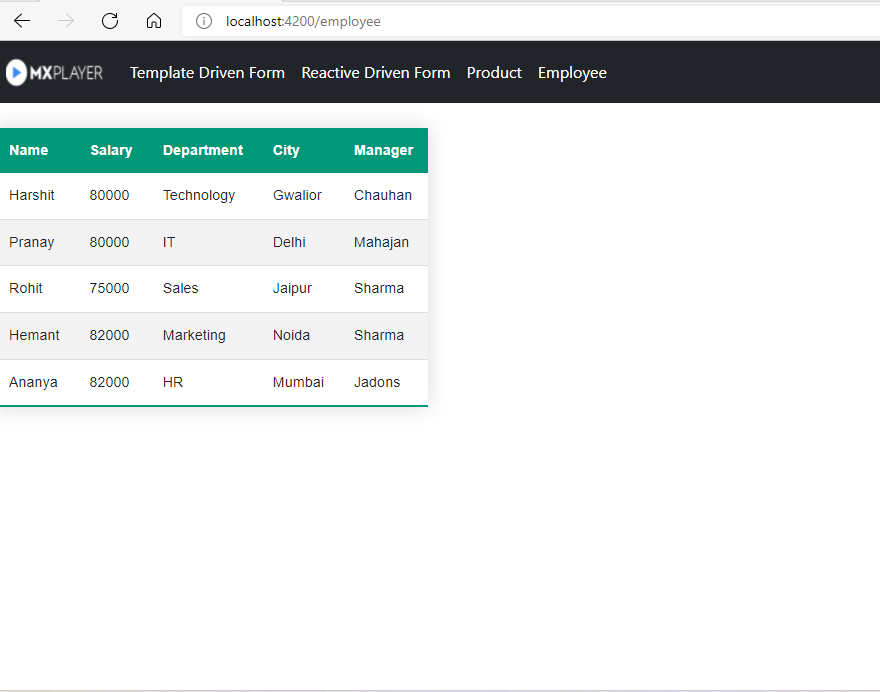 localhost:4200/employee
MXPLAYER Template Driven Form Reactive Driven Form Product Employee
Name Salary Department City Manager
Harshit 80000 Technology Gwalior Chauhan
Pranay 80000 IT Delhi Mahajan
Rohit 75000 Sales Jaipur Sharma
Hemant 82000 Marketing Noida Sharma
Ananya 82000 HR Mumbai Jadons